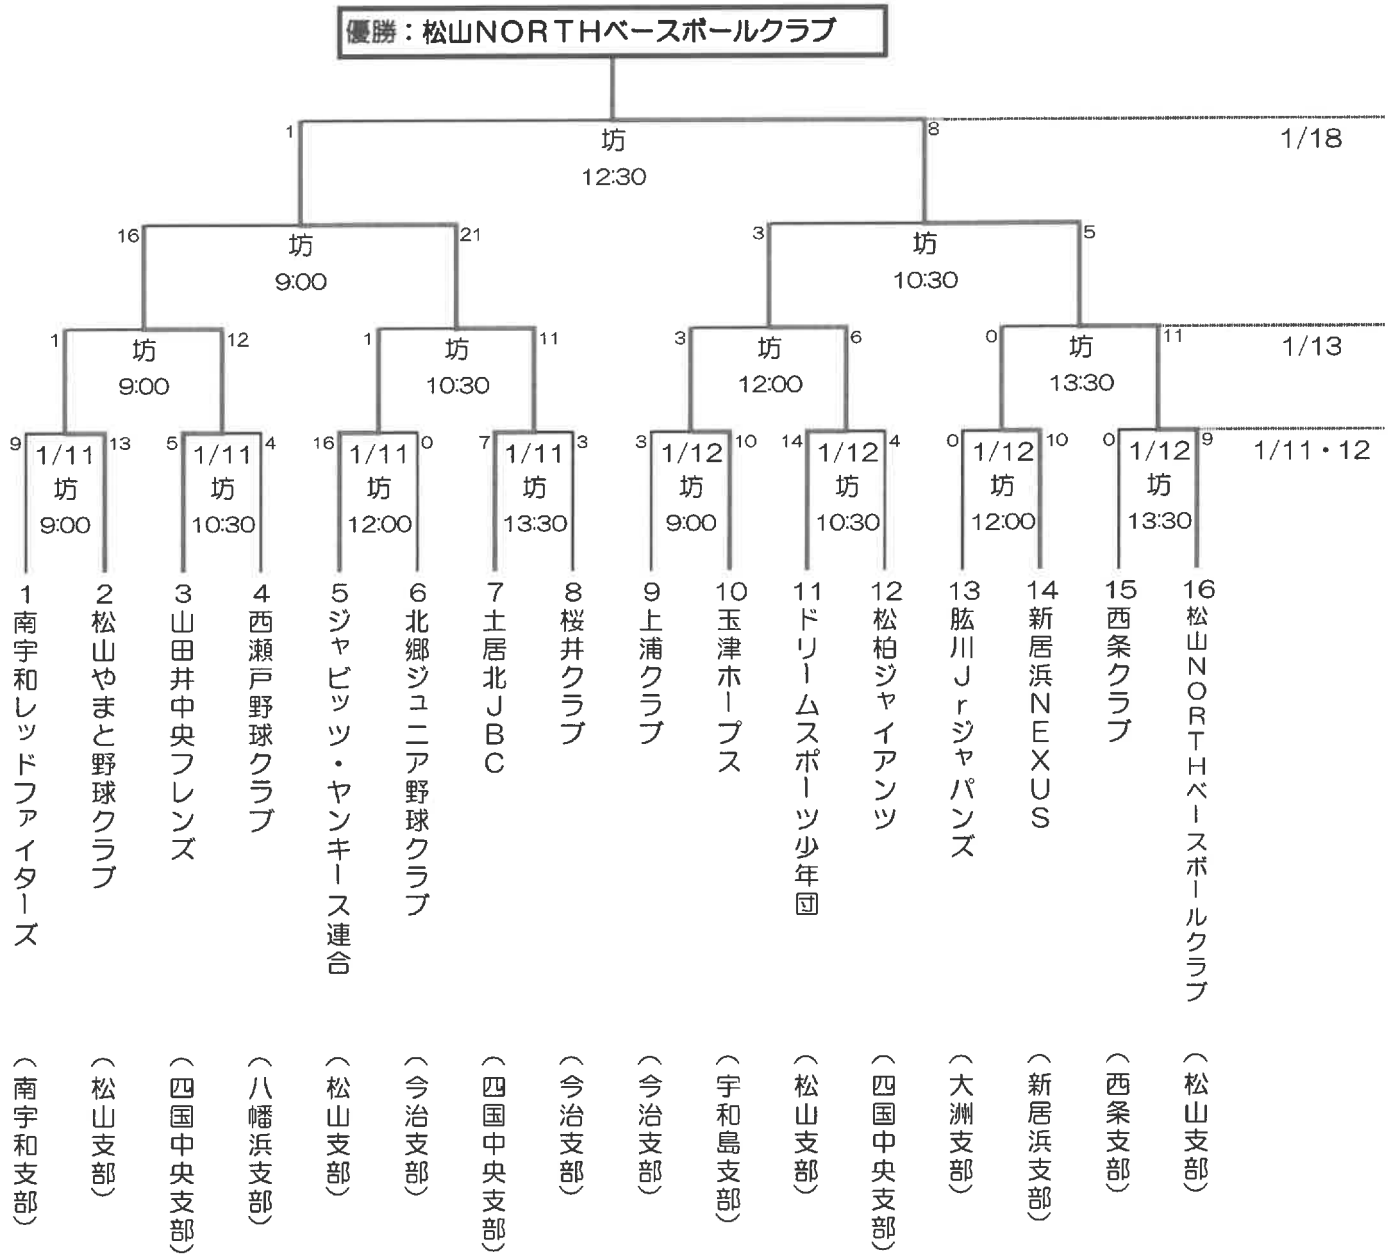 優勝：松山NORTHベースボールクラブ
1
坊
12:30
8
1/18
16
坊
9:00
21
3
坊
10:30
5
1
坊
9:00
12
1
坊
10:30
11
3
坊
12:00
6
0
坊
13:30
11
1/13
9
1/11
坊
9:00
13
5
1/11
坊
10:30
4
16
1/11
坊
12:00
0
7
1/11
坊
13:30
3
3
1/12
坊
9:00
10
14
1/12
坊
10:30
4
0
1/12
坊
12:00
10
0
1/12
坊
13:30
9
1/11・12
1
南宇和レッドファイターズ
（南宇和支部）
2
松山やまと野球クラブ
（松山支部）
3
山田井中央フレンズ
（四国中央支部）
4
西瀬戸野球クラブ
（八幡浜支部）
5
ジャビッツ・ヤンキース連合
（松山支部）
6
北郷ジュニア野球クラブ
（今治支部）
7
土居北JBC
（四国中央支部）
8
桜井クラブ
（今治支部）
9
上浦クラブ
（今治支部）
10
玉津ホープス
（宇和島支部）
11
ドリームスポーツ少年団
（松山支部）
12
松柏ジャイアンツ
（四国中央支部）
13
肱川Jrジャパンズ
（大洲支部）
14
新居浜NEXUS
（新居浜支部）
15
西条クラブ
（西条支部）
16
松山NORTHベースボールクラブ
（松山支部）